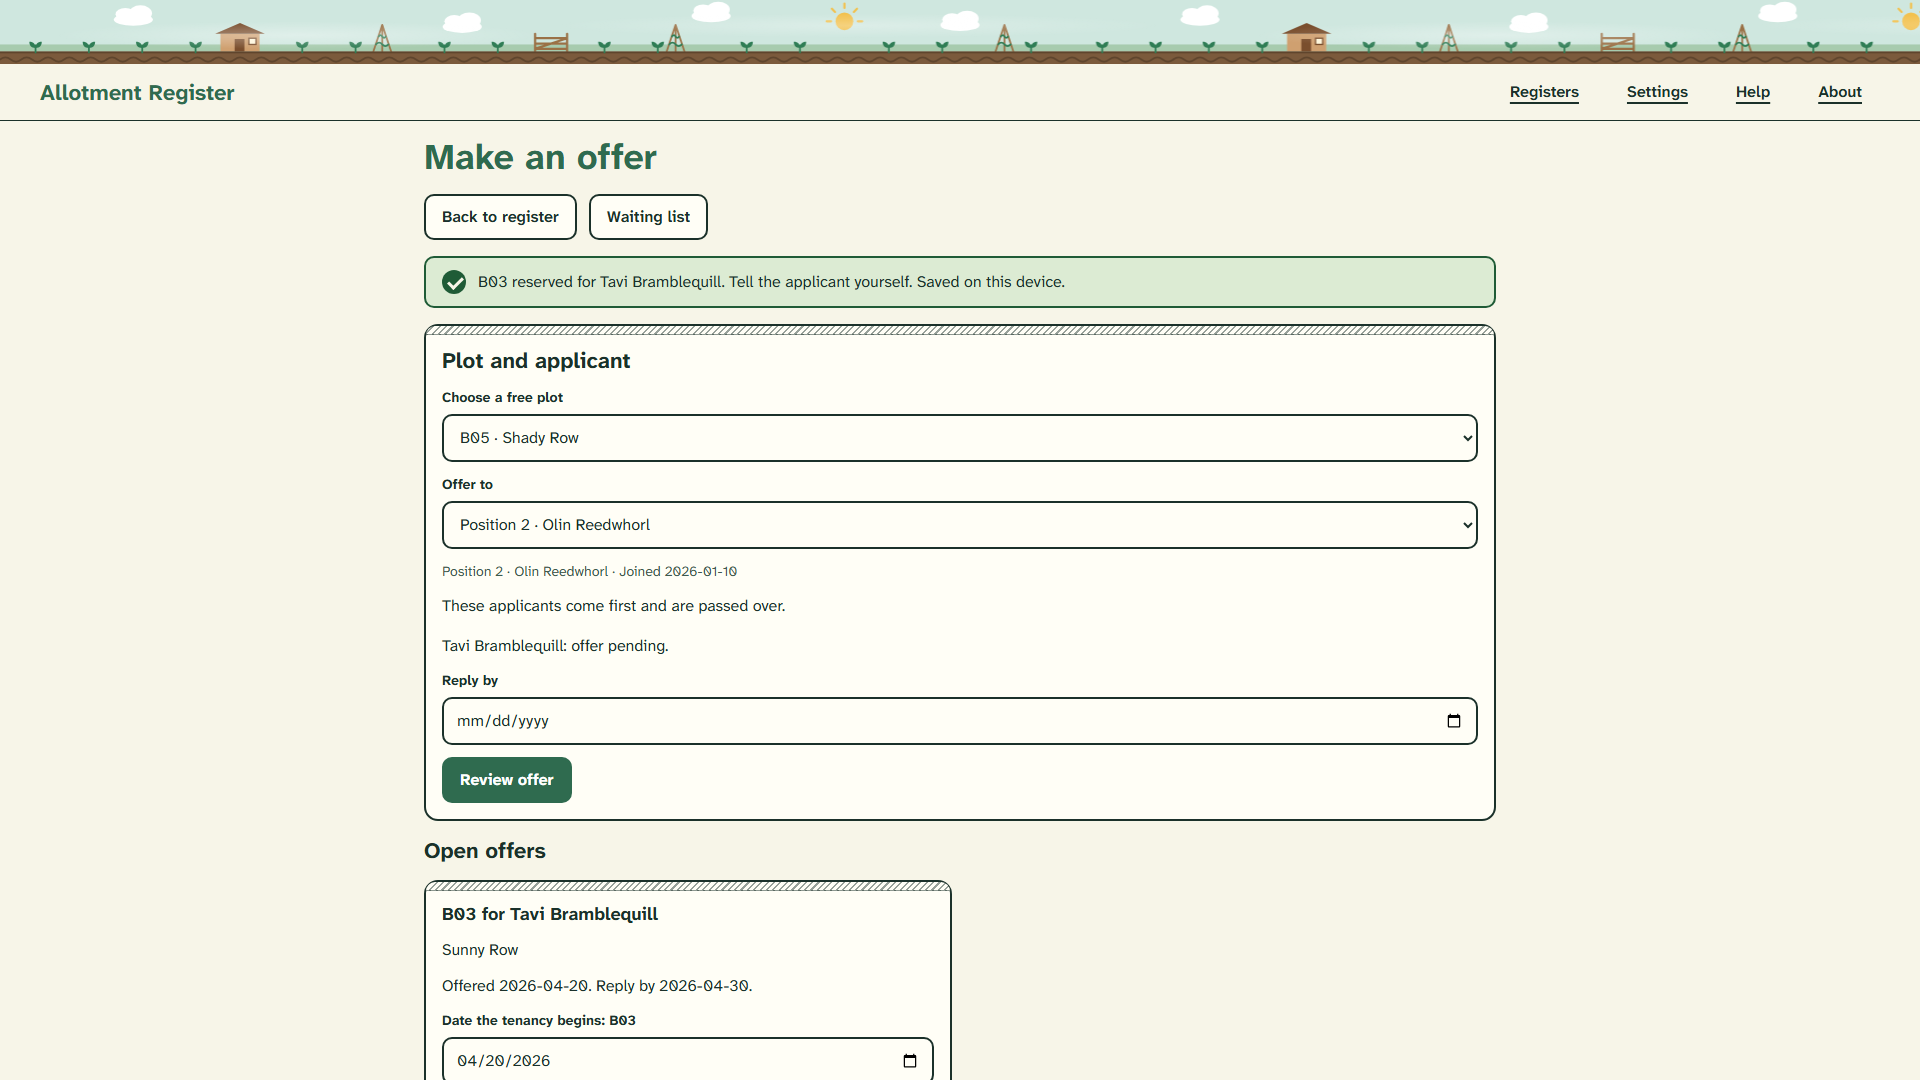 Allotment Register
Registers
Settings
Help
About
Make an offer
Back to register
Waiting list
B03 reserved for Tavi Bramblequill. Tell the applicant yourself. Saved on this device.
Plot and applicant
Choose a free plot
B05 · Shady Row
Offer to
Position 2 · Olin Reedwhorl
Position 2 · Olin Reedwhorl · Joined 2026-01-10
These applicants come first and are passed over.
Tavi Bramblequill: offer pending.
Reply by
mm/dd/yyyy
Review offer
Open offers
B03 for Tavi Bramblequill
Sunny Row
Offered 2026-04-20. Reply by 2026-04-30.
Date the tenancy begins: B03
04/20/2026